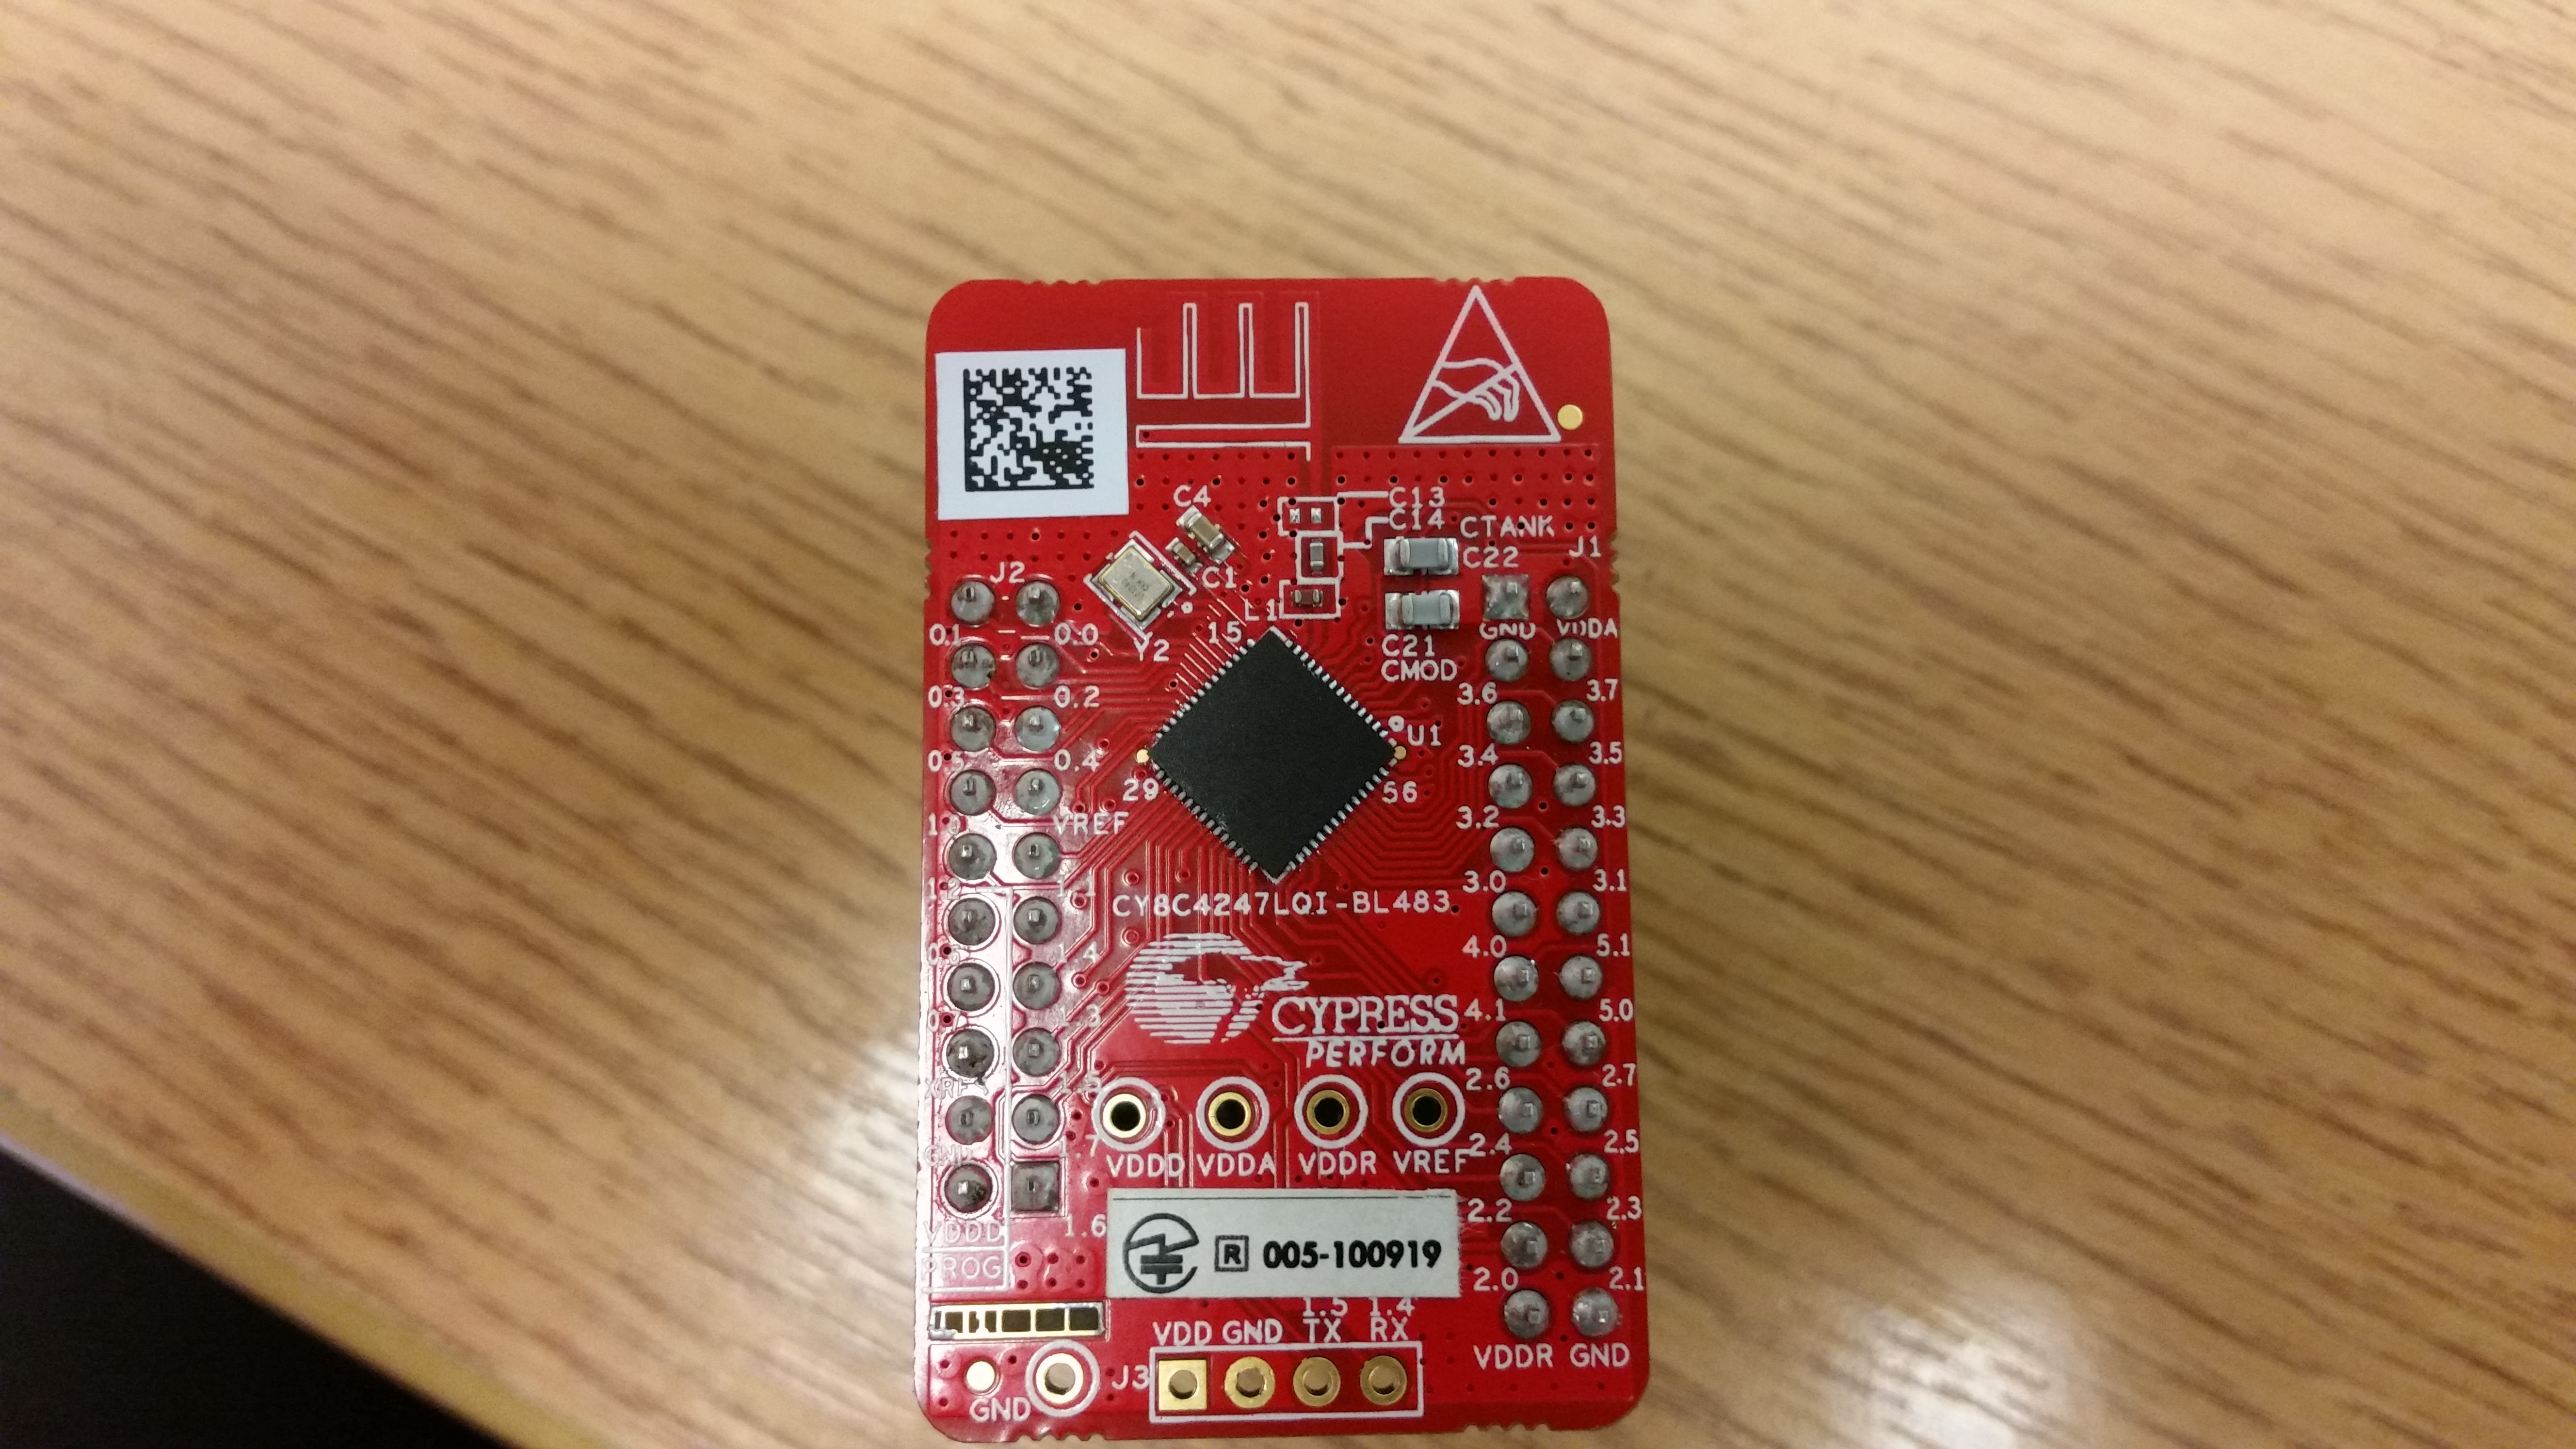 C4
C13
C14
CTANK
C22
J1
J2
C1
L1
0.1
0.0
Y2
15
GND
VDDA
C21
CMOD
0.3
0.2
3.6
3.7
U1
0.5
0.4
3.4
3.5
29
56
VREF
3.2
3.3
3.0
3.1
CY8C4247LQI-BL483
4.0
5.1
CYPRESS
PERFORM
4.1
5.0
2.6
2.7
2.4
2.5
GND
VDDD
VDDA
VDDR
VREF
2.2
2.3
VDDD
1.6
PROG
R 005-100919
2.0
2.1
1.5 1.4
VDD GND TX RX
VDDR GND
J3
GND